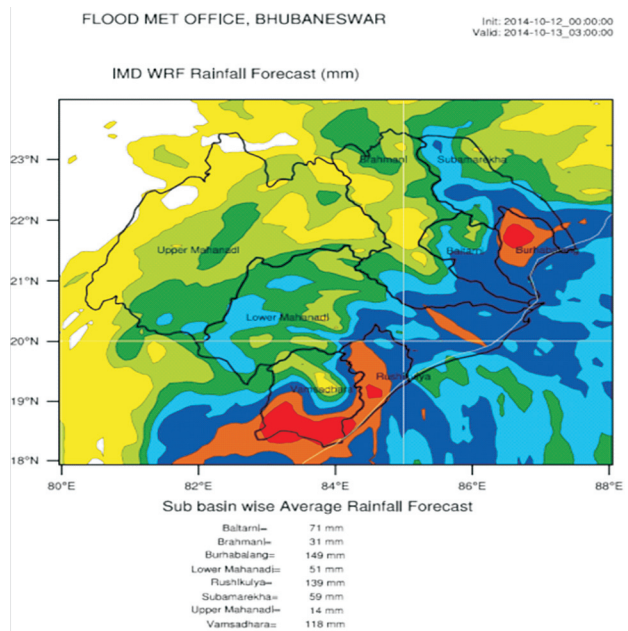 FLOOD MET OFFICE, BHUBANESWAR
Init: 2014-10-12_00:00:00
Valid: 2014-10-13_03:00:00
IMD WRF Rainfall Forecast (mm)
23°N
Brahmani
Subarnarekha
22°N
Upper Mahanadi
Baitarni
Burhabalang
21°N
Lower Mahanadi
20°N
Vamsadhara
Rushikulya
19°N
18°N
80°E
82°E
84°E
86°E
88°E
Sub basin wise Average Rainfall Forecast
Baitarni= 71 mm
Brahmani= 31 mm
Burhabalang= 149 mm
Lower Mahanadi= 51 mm
Rushikulya= 139 mm
Subarnarekha= 59 mm
Upper Mahanadi= 14 mm
Vamsadhara= 118 mm